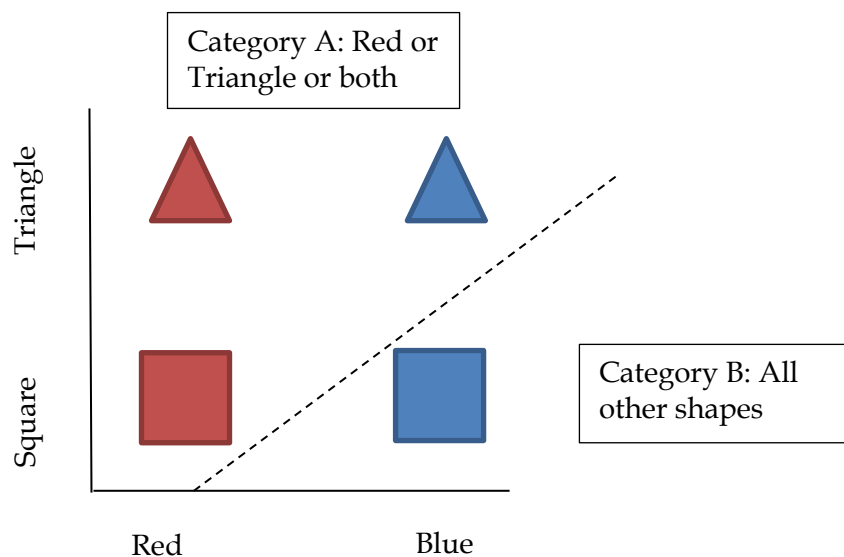 Category A: Red or
Triangle or both
Triangle
Square
Category B: All
other shapes
Red
Blue